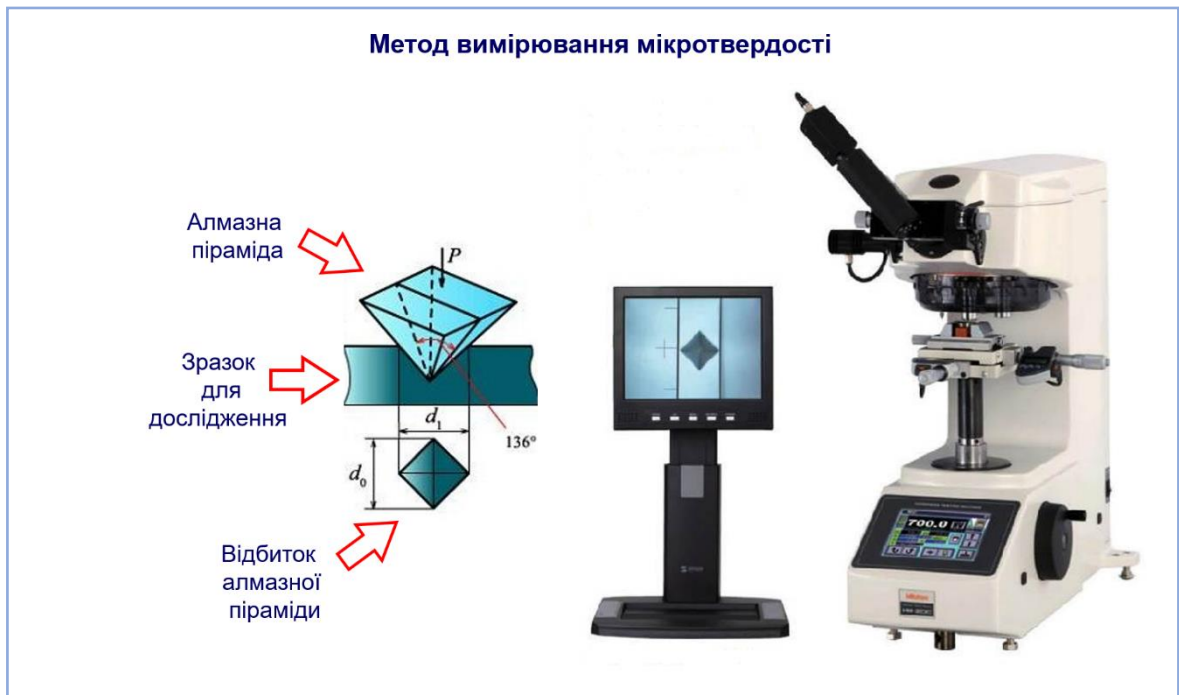 Метод вимірювання мікротвердості
Алмазна
піраміда
P
Зразок
для
дослідження
d₁
136°
d₀
Відбиток
алмазної
піраміди
700.0
Mitutoyo